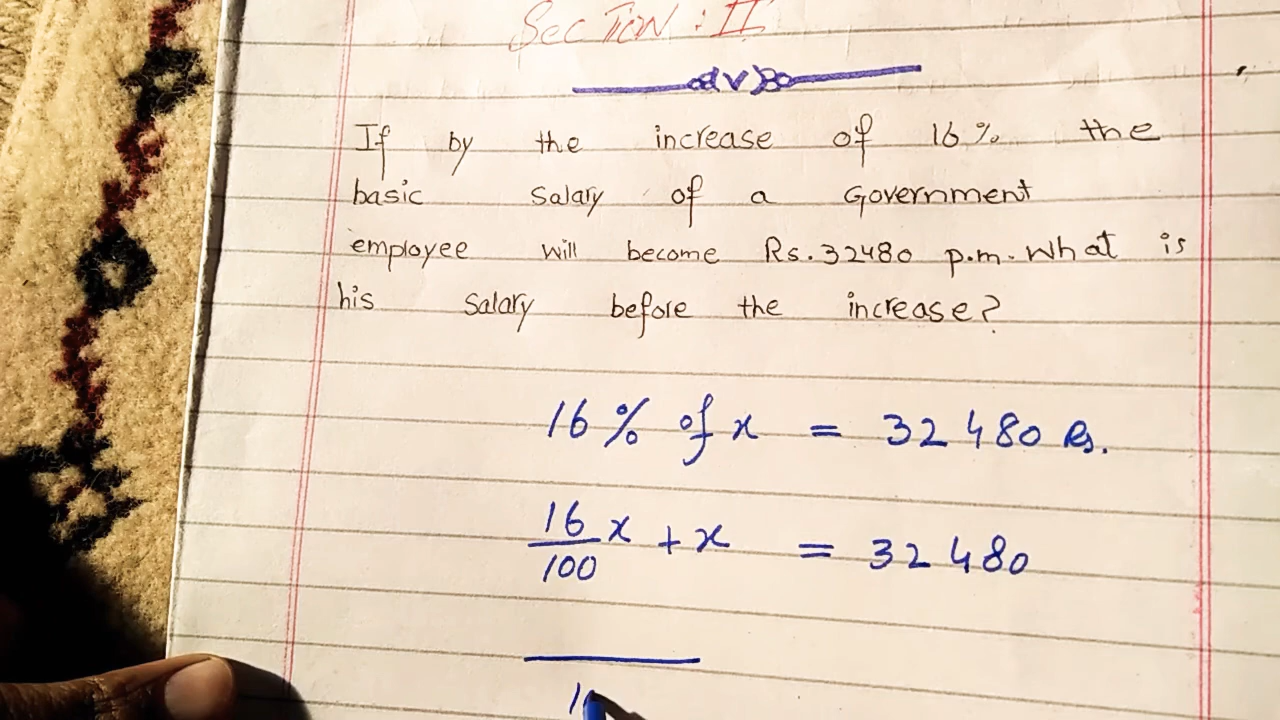 Section : II
If by the increase of 16% the
basic salary of a Government
employee will become Rs.32480 p.m. What is
his salary before the increase?
16% of x = 32480 Rs.
16/100 x + x = 32480